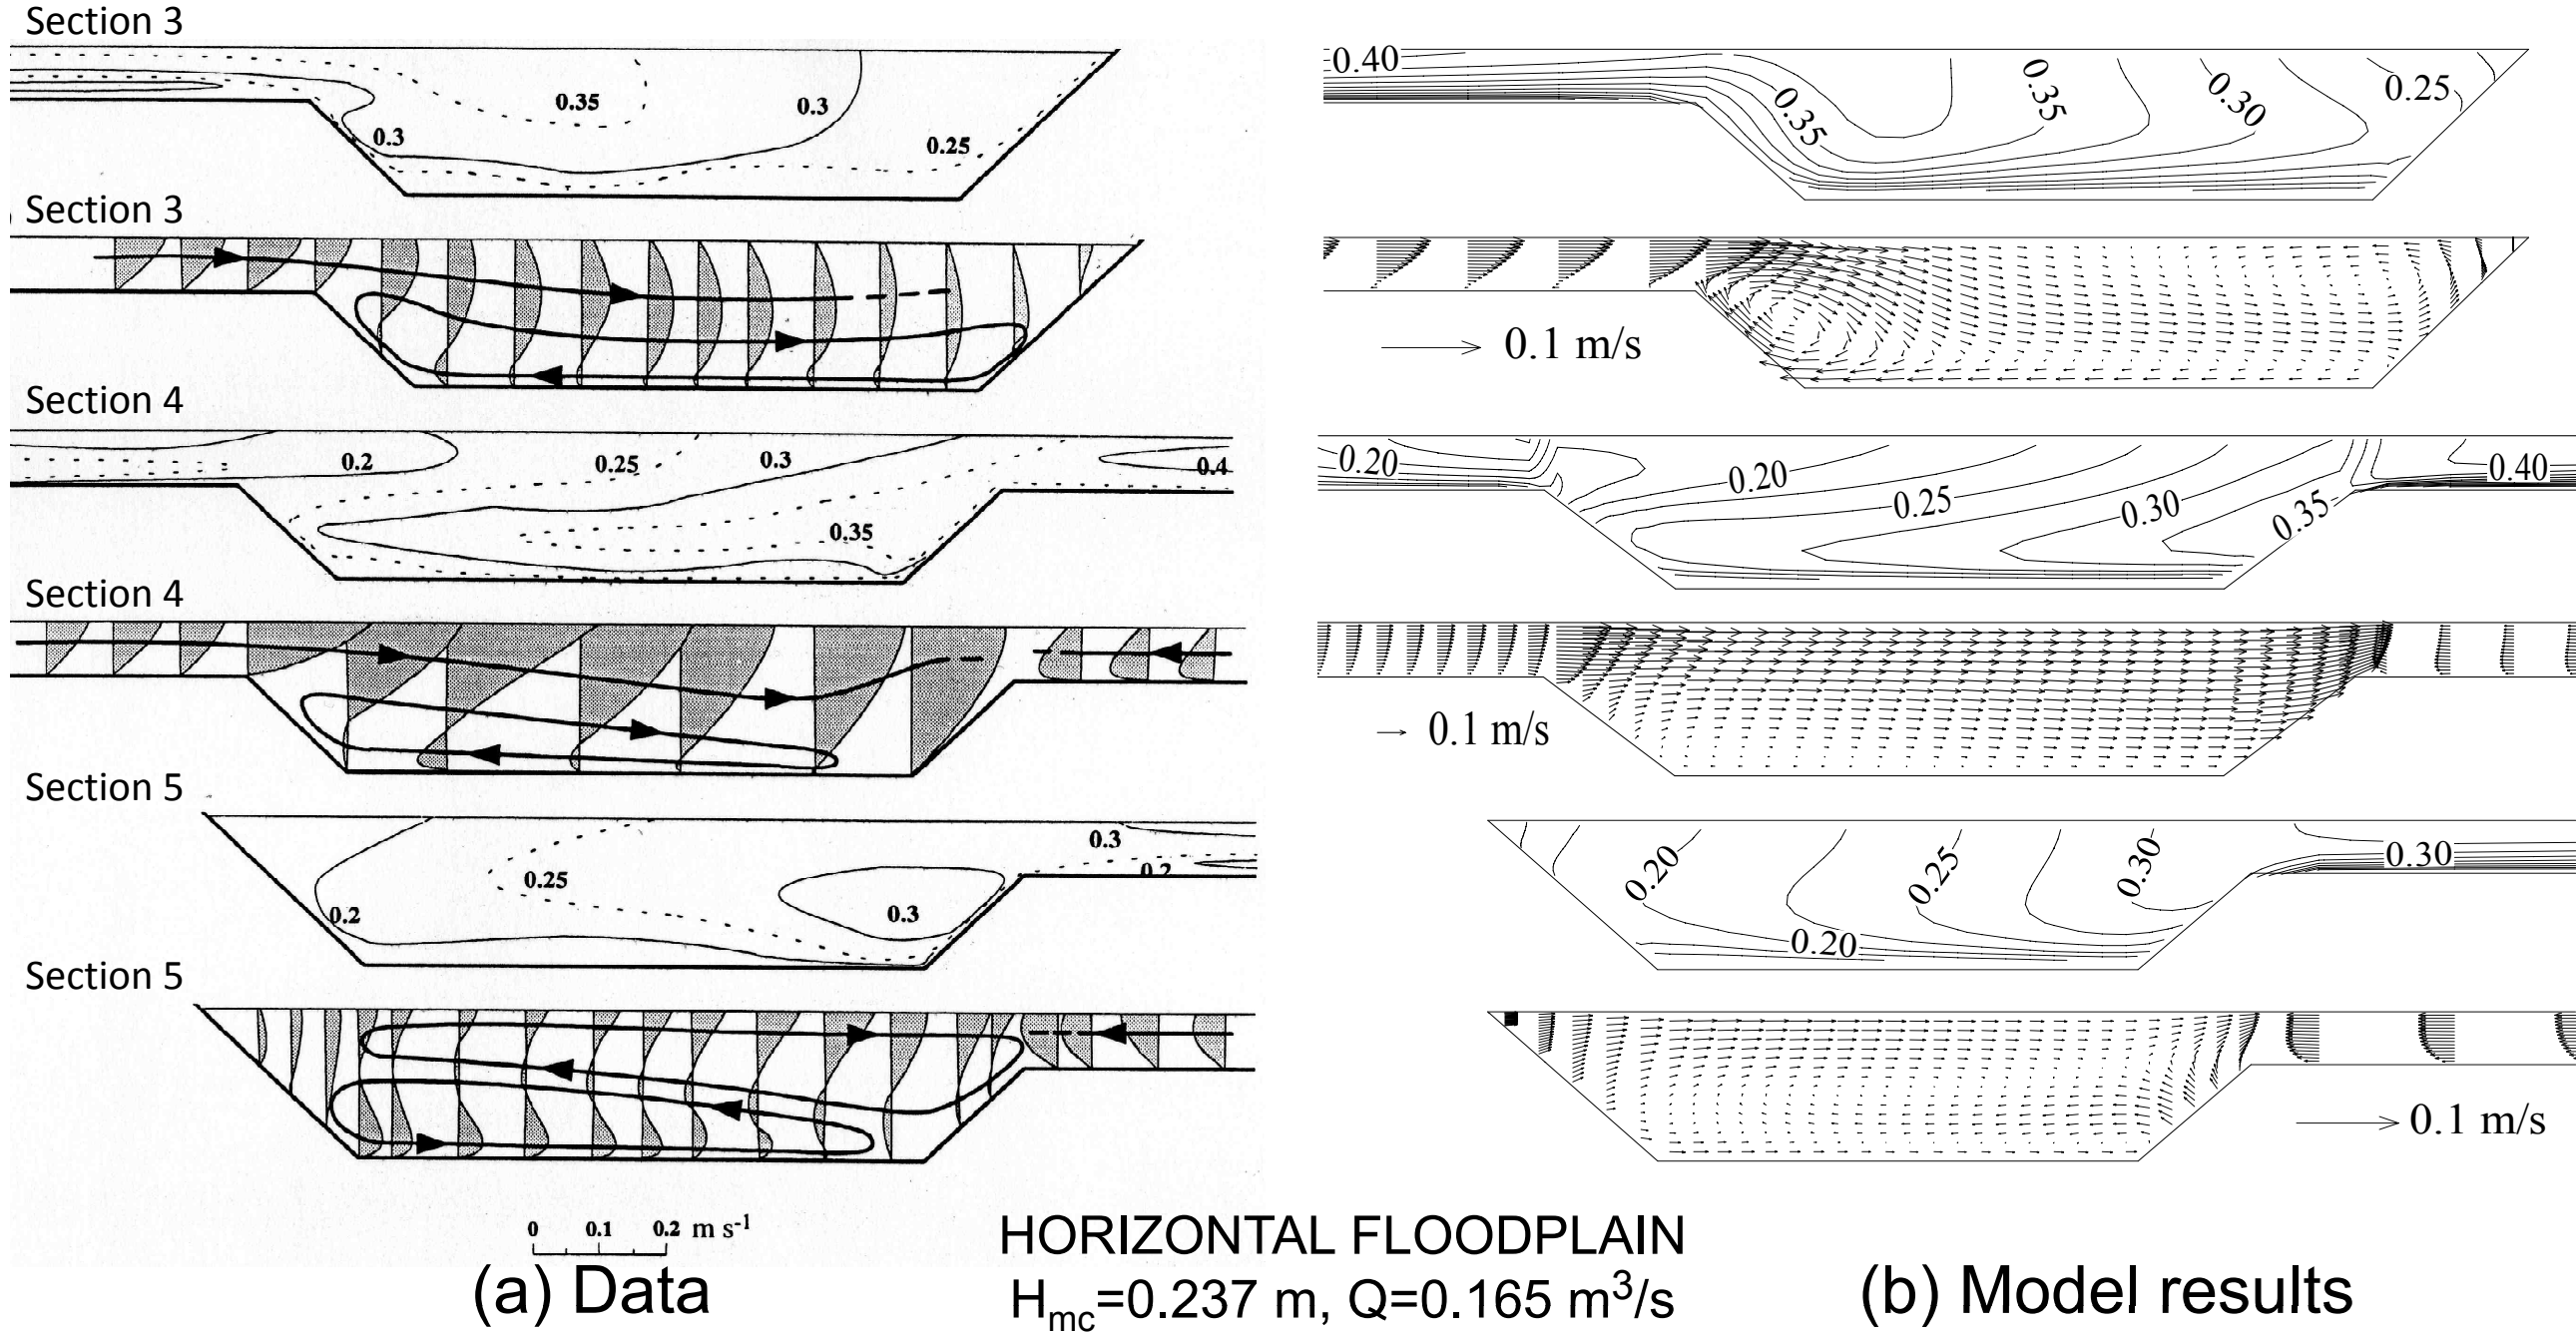 Section 3
0.35
0.3
0.3
0.25
0.40
0.35
0.35
0.30
0.25
Section 3
0.1 m/s
Section 4
0.2
0.25
0.3
0.35
0.4
0.20
0.20
0.25
0.30
0.35
0.40
Section 4
0.1 m/s
Section 5
0.2
0.25
0.3
0.3
0.2
0.20
0.25
0.30
0.30
0.20
Section 5
0.1 m/s
0 0.1 0.2 m s⁻¹
HORIZONTAL FLOODPLAIN
Hₘc=0.237 m, Q=0.165 m³/s
(a) Data
(b) Model results